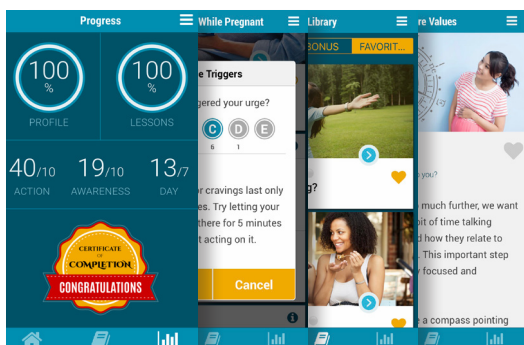 Progress
100
%
PROFILE
100
%
LESSONS
40/10
ACTION
19/10
AWARENESS
13/7
DAY
CERTIFICATE
OF
COMPLETION
CONGRATULATIONS
While Pregnant
e Triggers
gered your urge?
C D E
6 1
r cravings last only
es. Try letting your
there for 5 minutes
t acting on it.
Cancel
Library
BONUS
FAVORIT...
g?
re Values
you?
much further, we want
bit of time talking
d how they relate to
. This important step
focused and
e a compass pointing